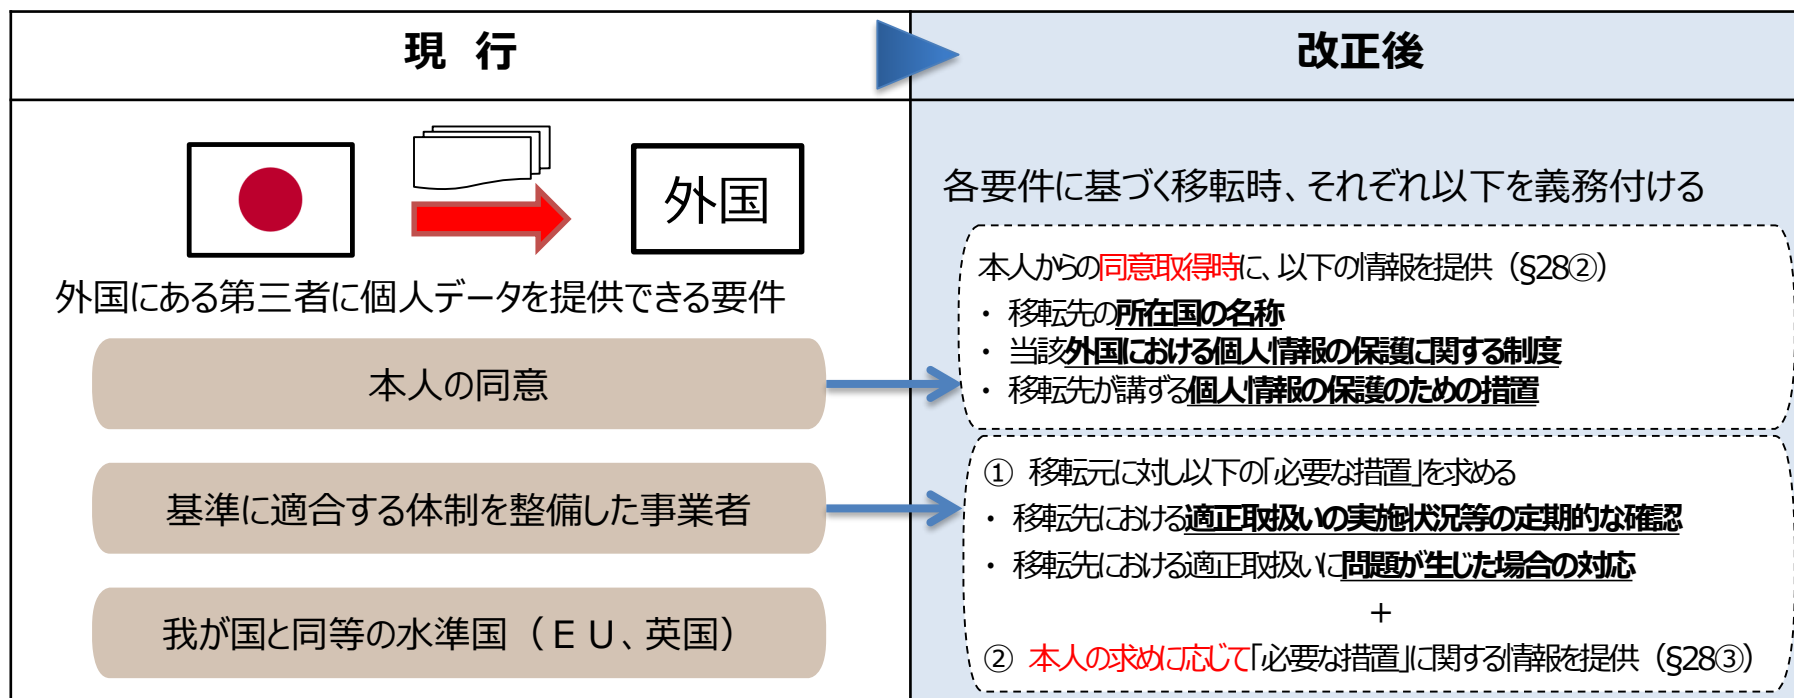 現 行
改正後
外国
外国にある第三者に個人データを提供できる要件
本人の同意
基準に適合する体制を整備した事業者
我が国と同等の水準国（ＥＵ、英国）
各要件に基づく移転時、それぞれ以下を義務付ける
本人からの同意取得時に、以下の情報を提供（§28②）
・ 移転先の所在国の名称
・ 当該外国における個人情報の保護に関する制度
・ 移転先が講ずる個人情報の保護のための措置
① 移転元に対し以下の「必要な措置」を求める
・ 移転先における適正取扱いの実施状況等の定期的な確認
・ 移転先における適正取扱いに問題が生じた場合の対応
＋
② 本人の求めに応じて「必要な措置」に関する情報を提供（§28③）